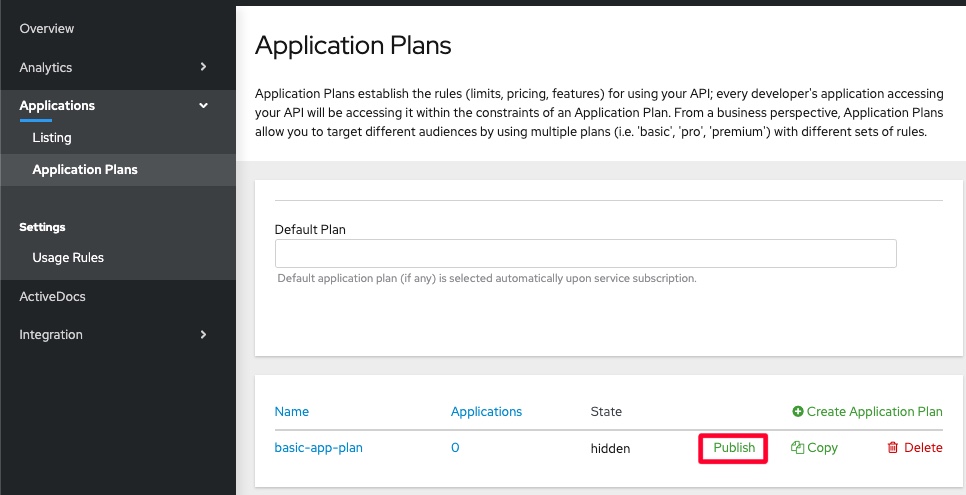 Overview
Analytics
Applications
Listing
Application Plans
Settings
Usage Rules
ActiveDocs
Integration
Application Plans
Application Plans establish the rules (limits, pricing, features) for using your API; every developer's application accessing
your API will be accessing it within the constraints of an Application Plan. From a business perspective, Application Plans
allow you to target different audiences by using multiple plans (i.e. 'basic', 'pro', 'premium') with different sets of rules.
Default Plan
Default application plan (if any) is selected automatically upon service subscription.
Name Applications State Create Application Plan
basic-app-plan 0 hidden Publish Copy Delete